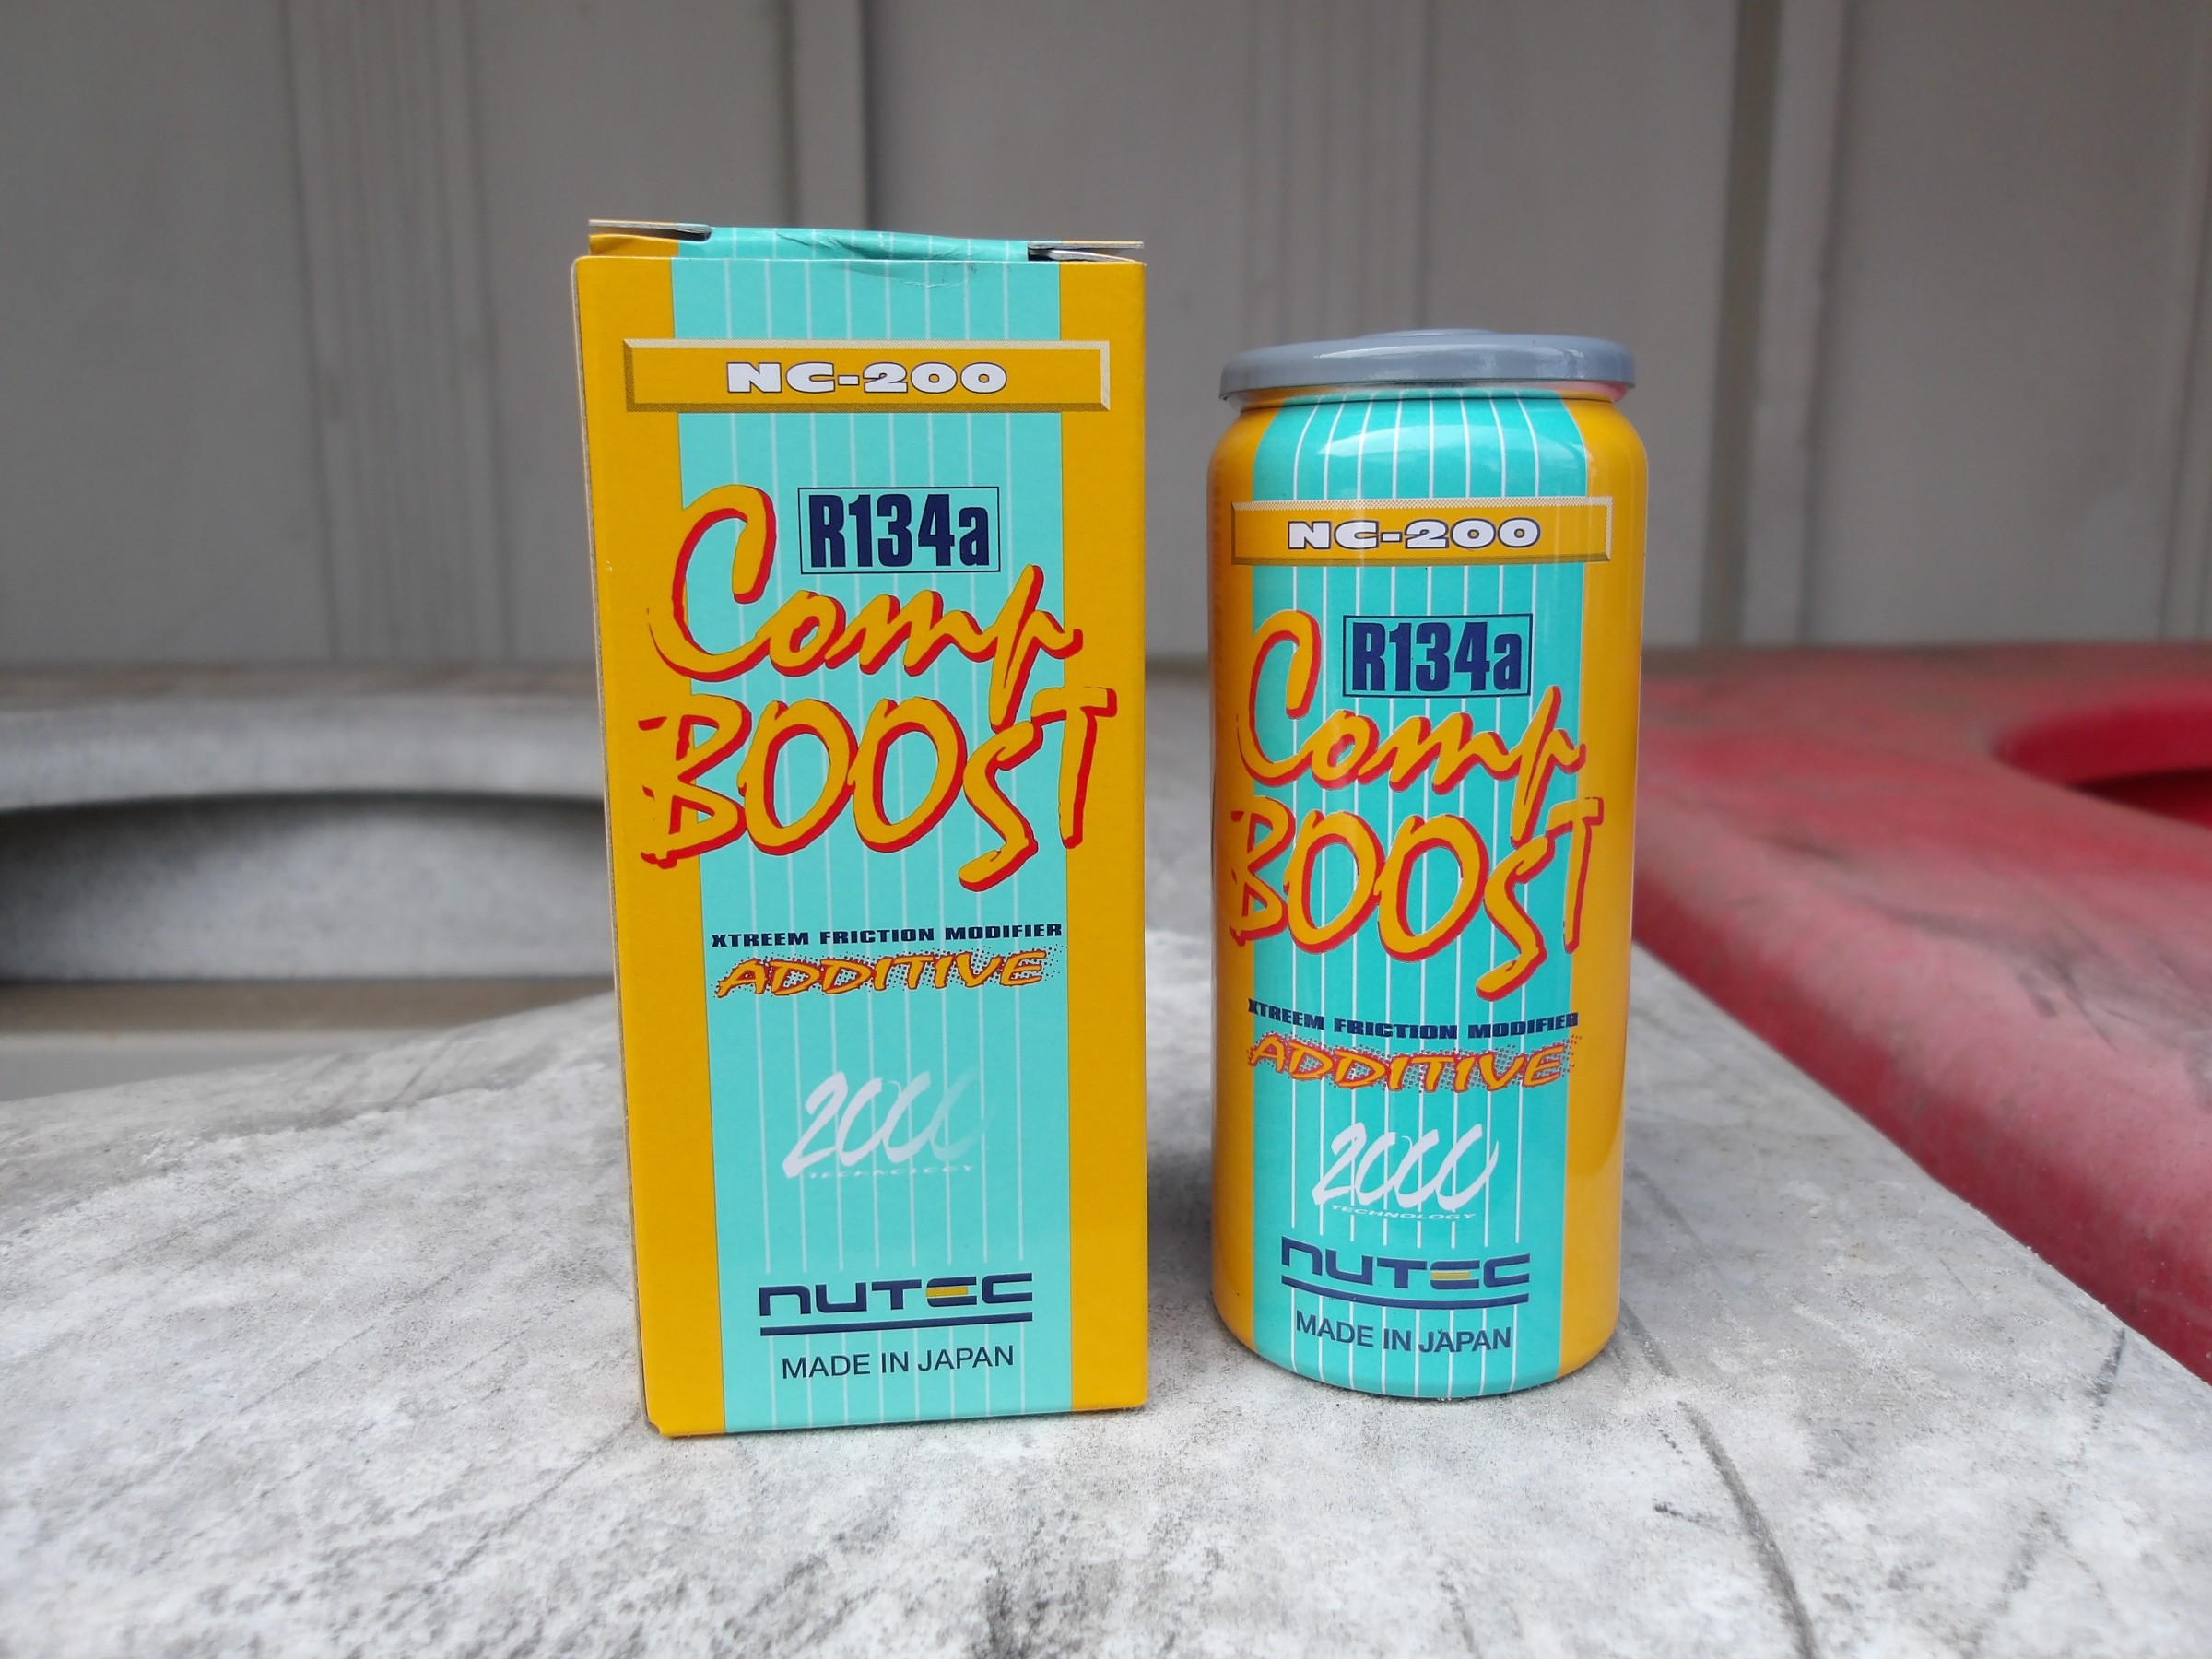 NC-200
R134a
Comp
BOOST
XTREEM FRICTION MODIFIER
ADDITIVE
2000
TECHNOLOGY
NUTEC
MADE IN JAPAN
NC-200
R134a
Comp
BOOST
XTREEM FRICTION MODIFIER
ADDITIVE
2000
TECHNOLOGY
NUTEC
MADE IN JAPAN